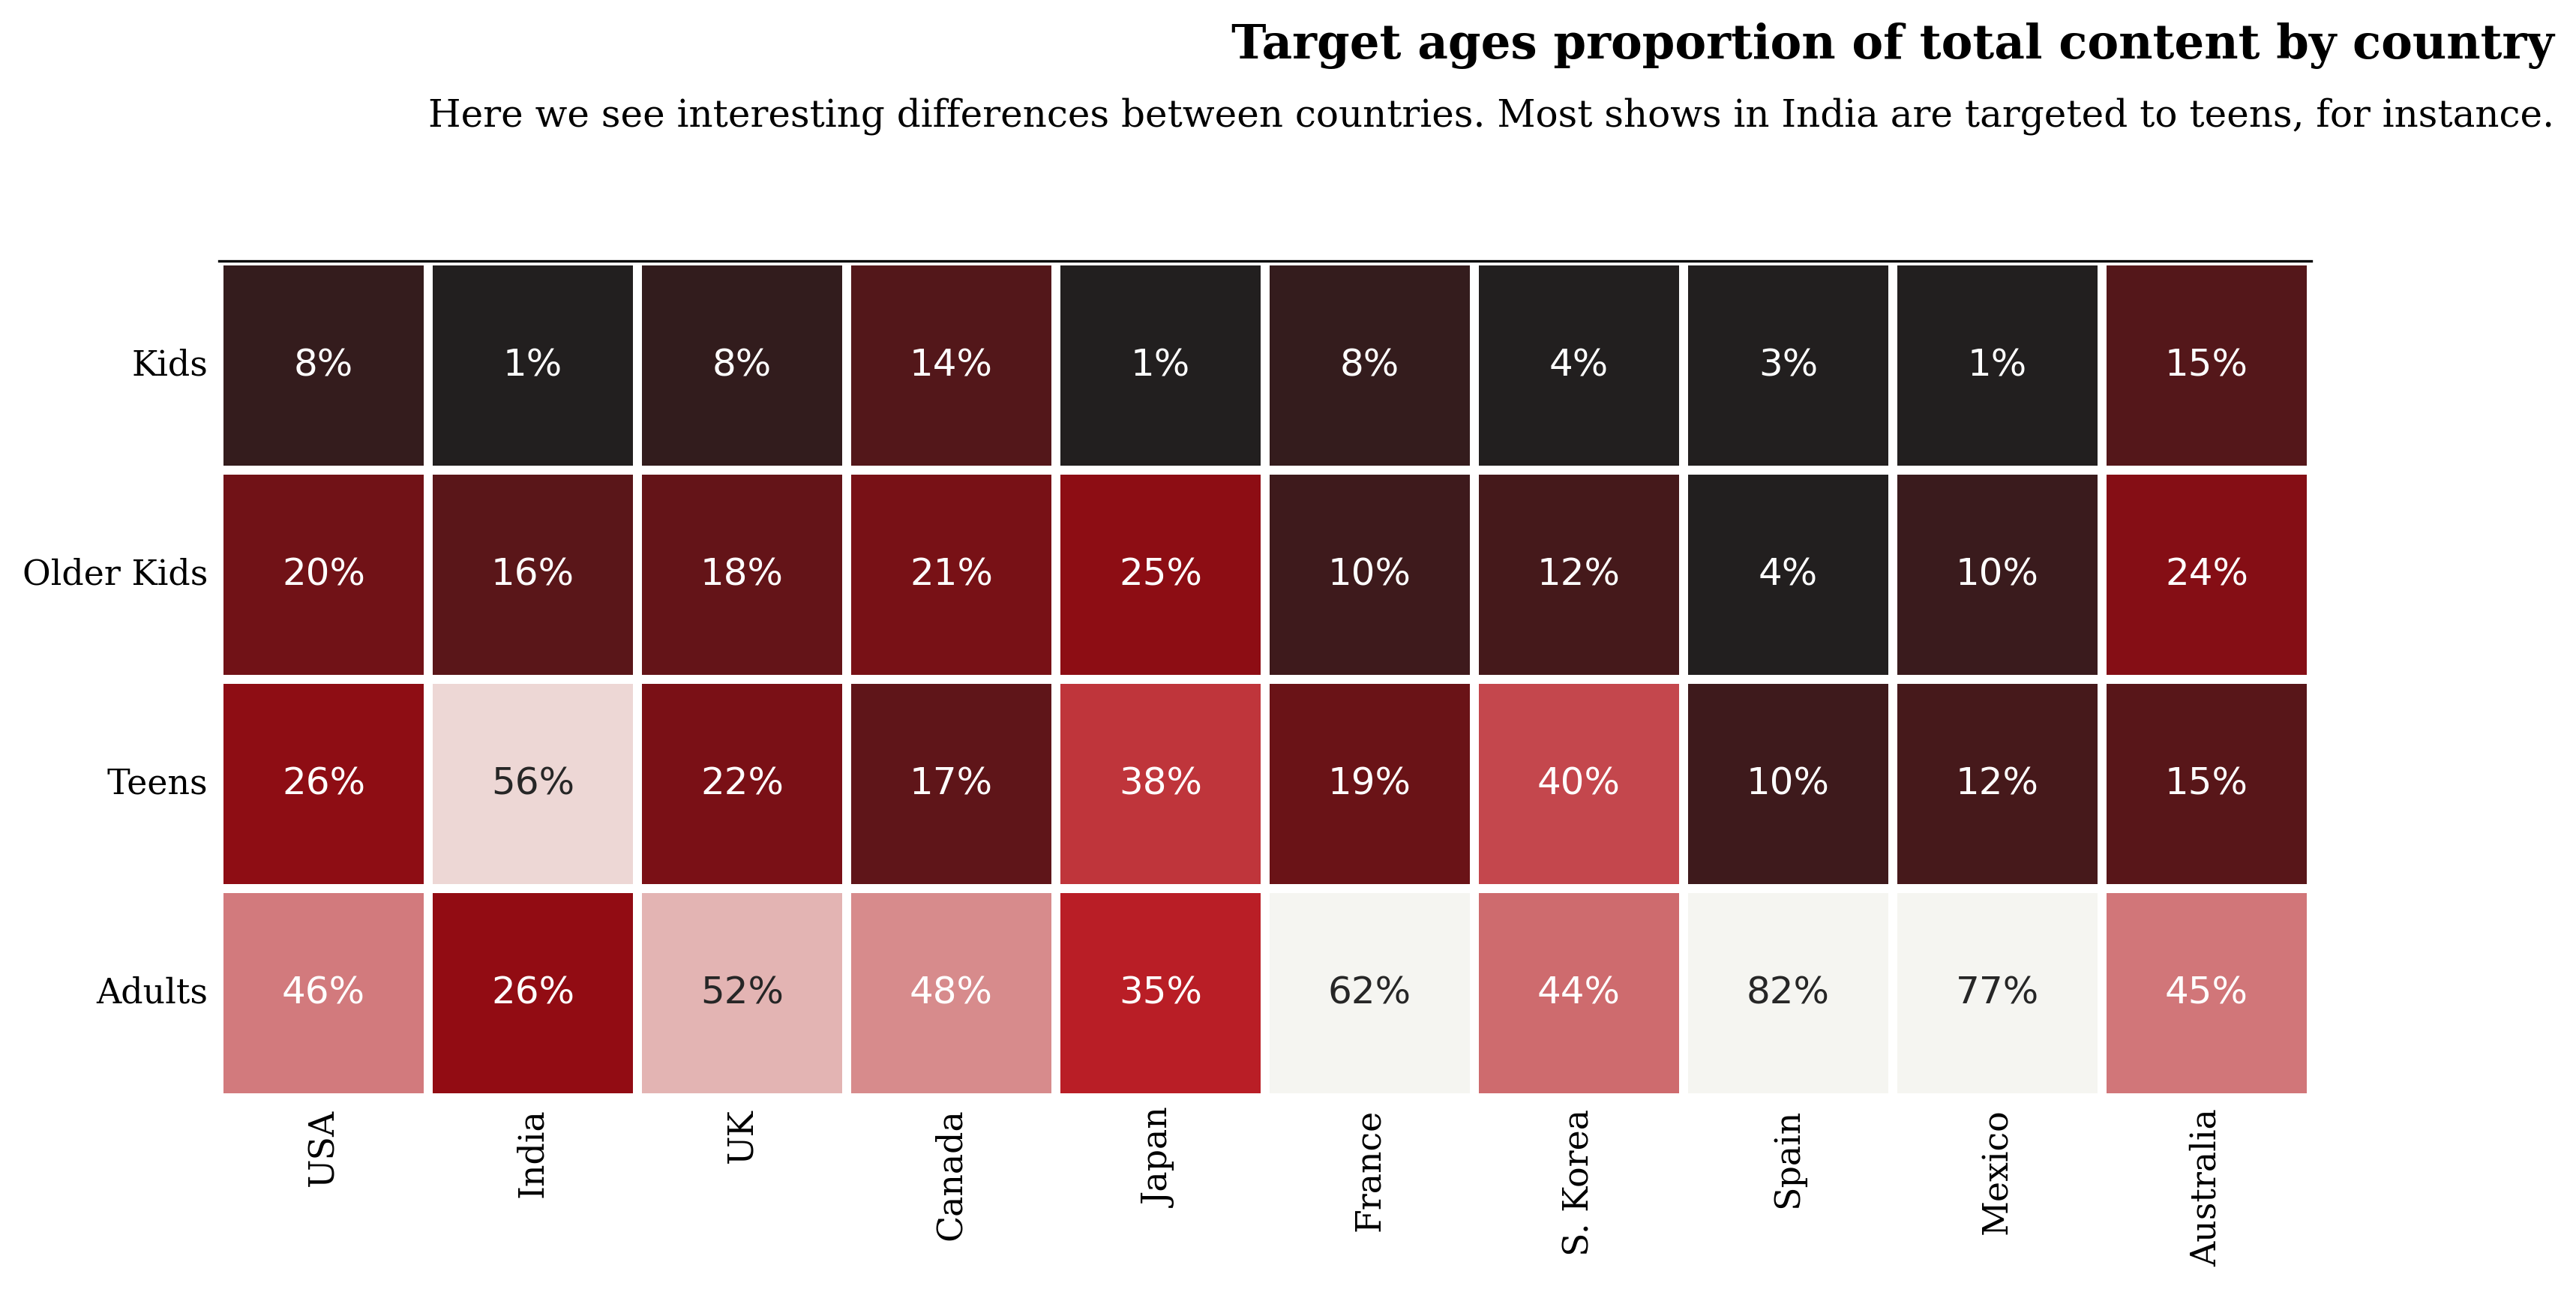 Target ages proportion of total content by country
Here we see interesting differences between countries. Most shows in India are targeted to teens, for instance.
Kids 8% 1% 8% 14% 1% 8% 4% 3% 1% 15%
Older Kids 20% 16% 18% 21% 25% 10% 12% 4% 10% 24%
Teens 26% 56% 22% 17% 38% 19% 40% 10% 12% 15%
Adults 46% 26% 52% 48% 35% 62% 44% 82% 77% 45%
USA India UK Canada Japan France S. Korea Spain Mexico Australia